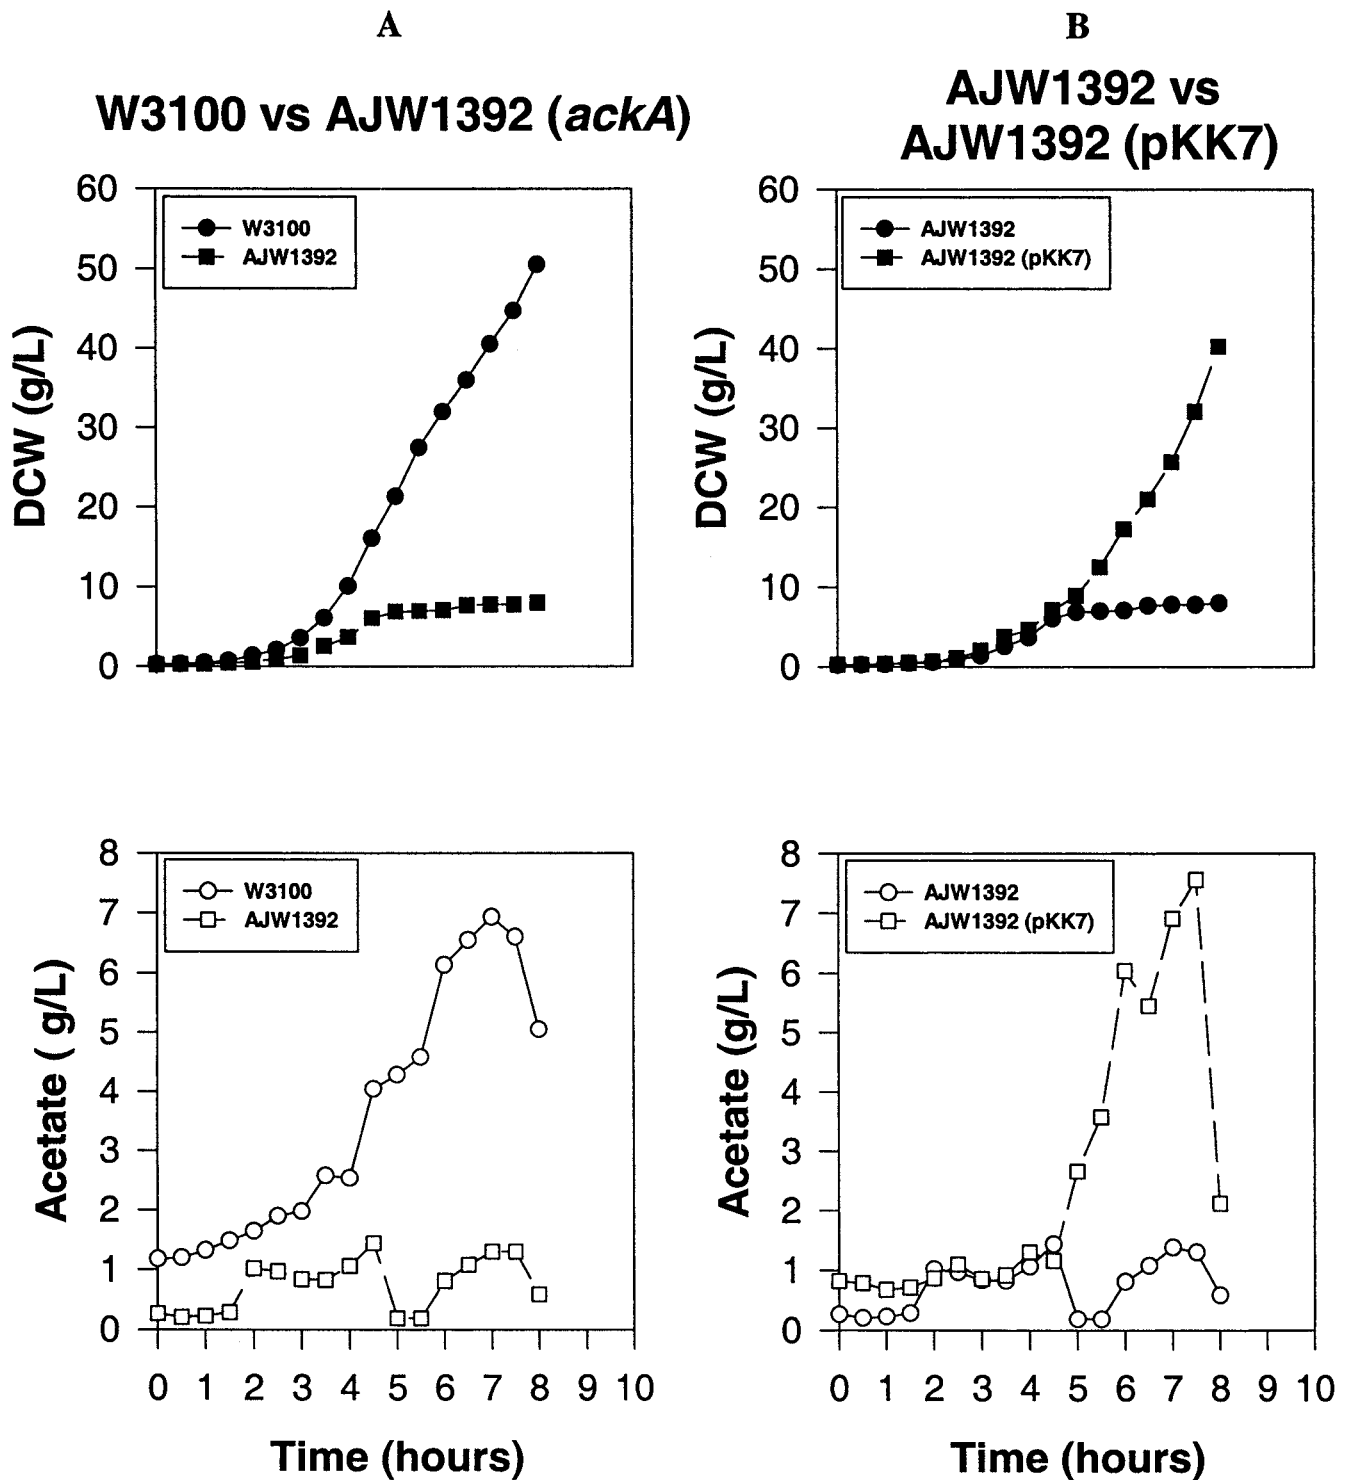 A
W3100 vs AJW1392 (ackA)
60
50
40
30
20
10
0
DCW (g/L)
W3100
AJW1392
B
AJW1392 vs
AJW1392 (pKK7)
60
50
40
30
20
10
0
DCW (g/L)
AJW1392
AJW1392 (pKK7)
8
7
6
5
4
3
2
1
0
Acetate ( g/L)
W3100
AJW1392
0 1 2 3 4 5 6 7 8 9 10
Time (hours)
8
7
6
5
4
3
2
1
0
Acetate (g/L)
AJW1392
AJW1392 (pKK7)
0 1 2 3 4 5 6 7 8 9 10
Time (hours)